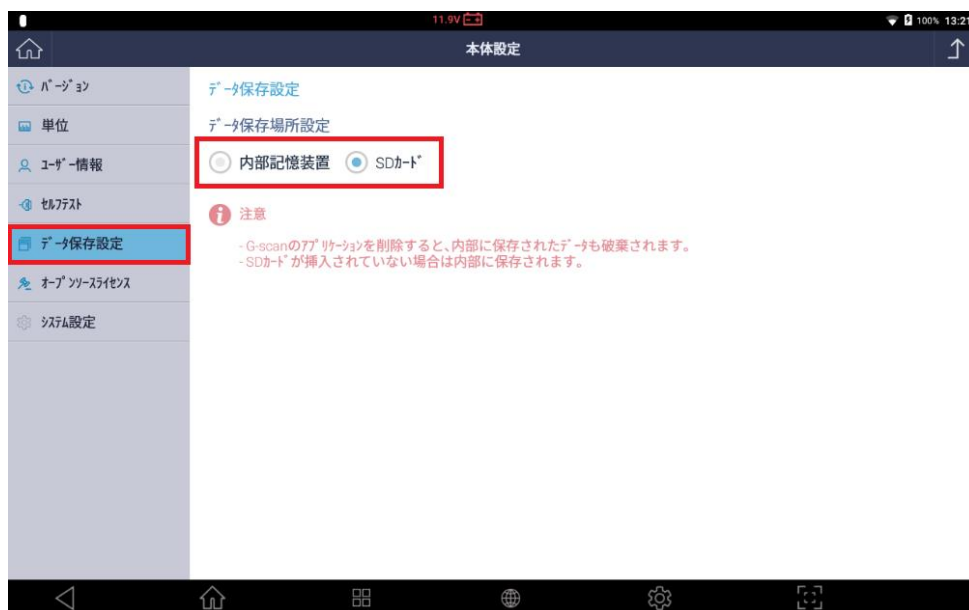 11.9V
100% 13:21
本体設定
ﾊﾞｰｼﾞｮﾝ
単位
ﾕｰｻﾞｰ情報
ｾﾙﾌﾃｽﾄ
ﾃﾞｰﾀ保存設定
ｵｰﾌﾟﾝｿｰｽﾗｲｾﾝｽ
ｼｽﾃﾑ設定
ﾃﾞｰﾀ保存設定
ﾃﾞｰﾀ保存場所設定
内部記憶装置 SDｶｰﾄﾞ
注意
- G-scanのｱﾌﾟﾘｹｰｼｮﾝを削除すると、内部に保存されたﾃﾞｰﾀも破棄されます。
- SDｶｰﾄﾞが挿入されていない場合は内部に保存されます。